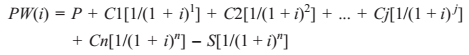 PW(i) = P + C1[1/(1 + i)¹] + C2[1/(1 + i)²] + ... + Cj[1/(1 + i)ʲ]
+ Cn[1/(1 + i)ⁿ] – S[1/(1 + i)ⁿ]